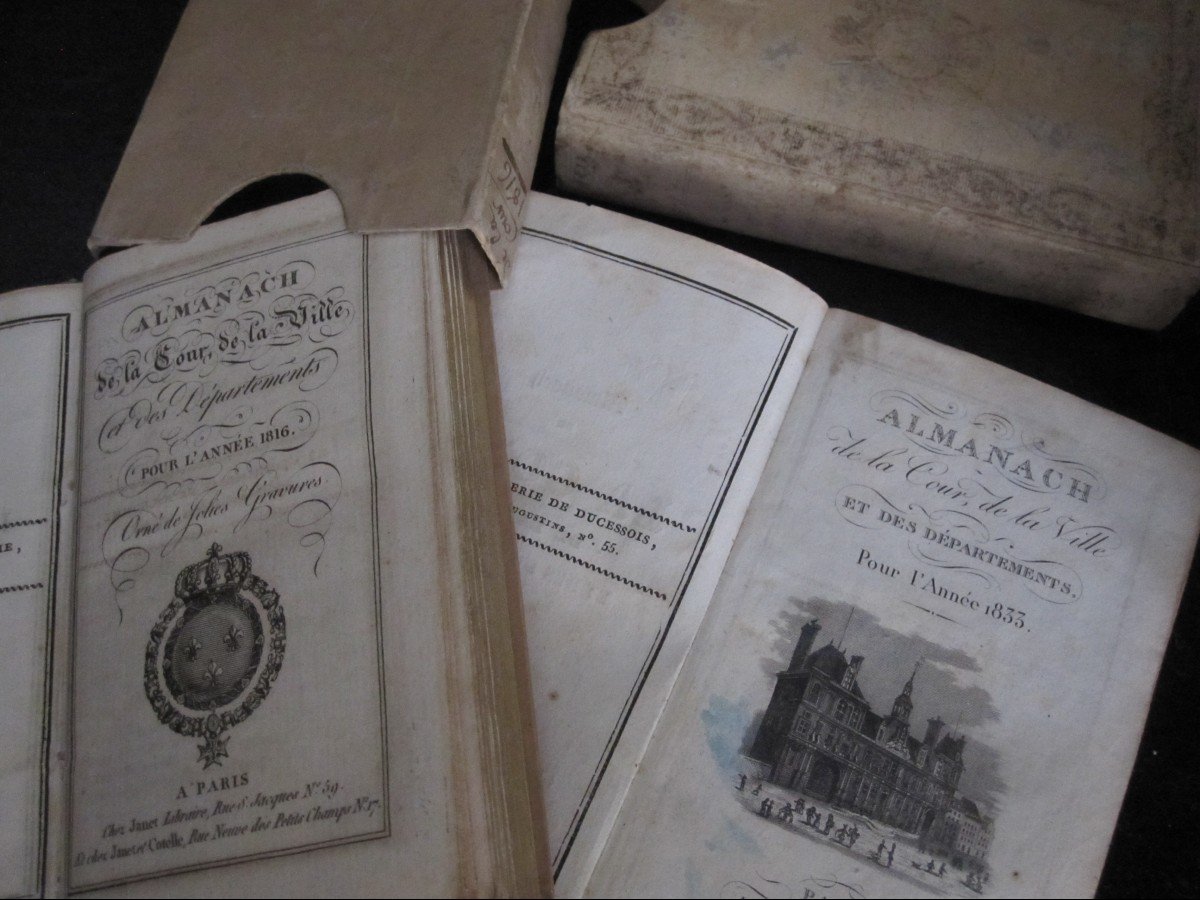 ALMANACH
de la Cour, de la Ville
et des Départements
POUR L'ANNÉE 1816.
Orné de Jolies Gravures
A PARIS
Chez Janet Libraire, Rue St. Jacques No. 59.
Et chez Janet et Cotelle, Rue Neuve des Petits Champs No. 17
ERIE DE DUCESSOIS,
UGUSTINS, No. 55.
ALMANACH
de la Cour, de la Ville
ET DES DÉPARTEMENTS,
Pour l'Année 1833.